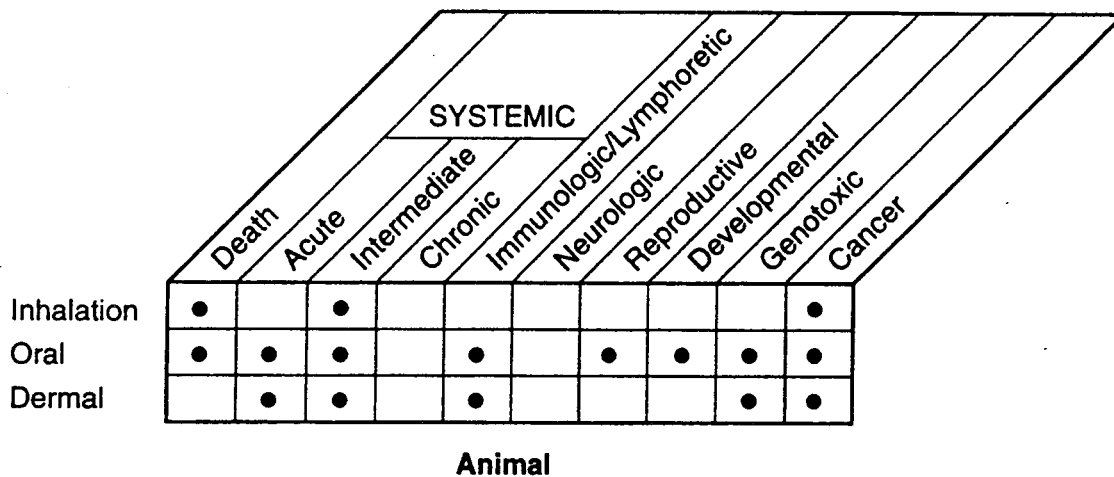 SYSTEMIC
Death
Acute
Intermediate
Chronic
Immunologic/Lymphoretic
Neurologic
Reproductive
Developmental
Genotoxic
Cancer
Inhalation ● ● ●
Oral ● ● ● ● ● ● ● ●
Dermal ● ● ● ● ●
Animal